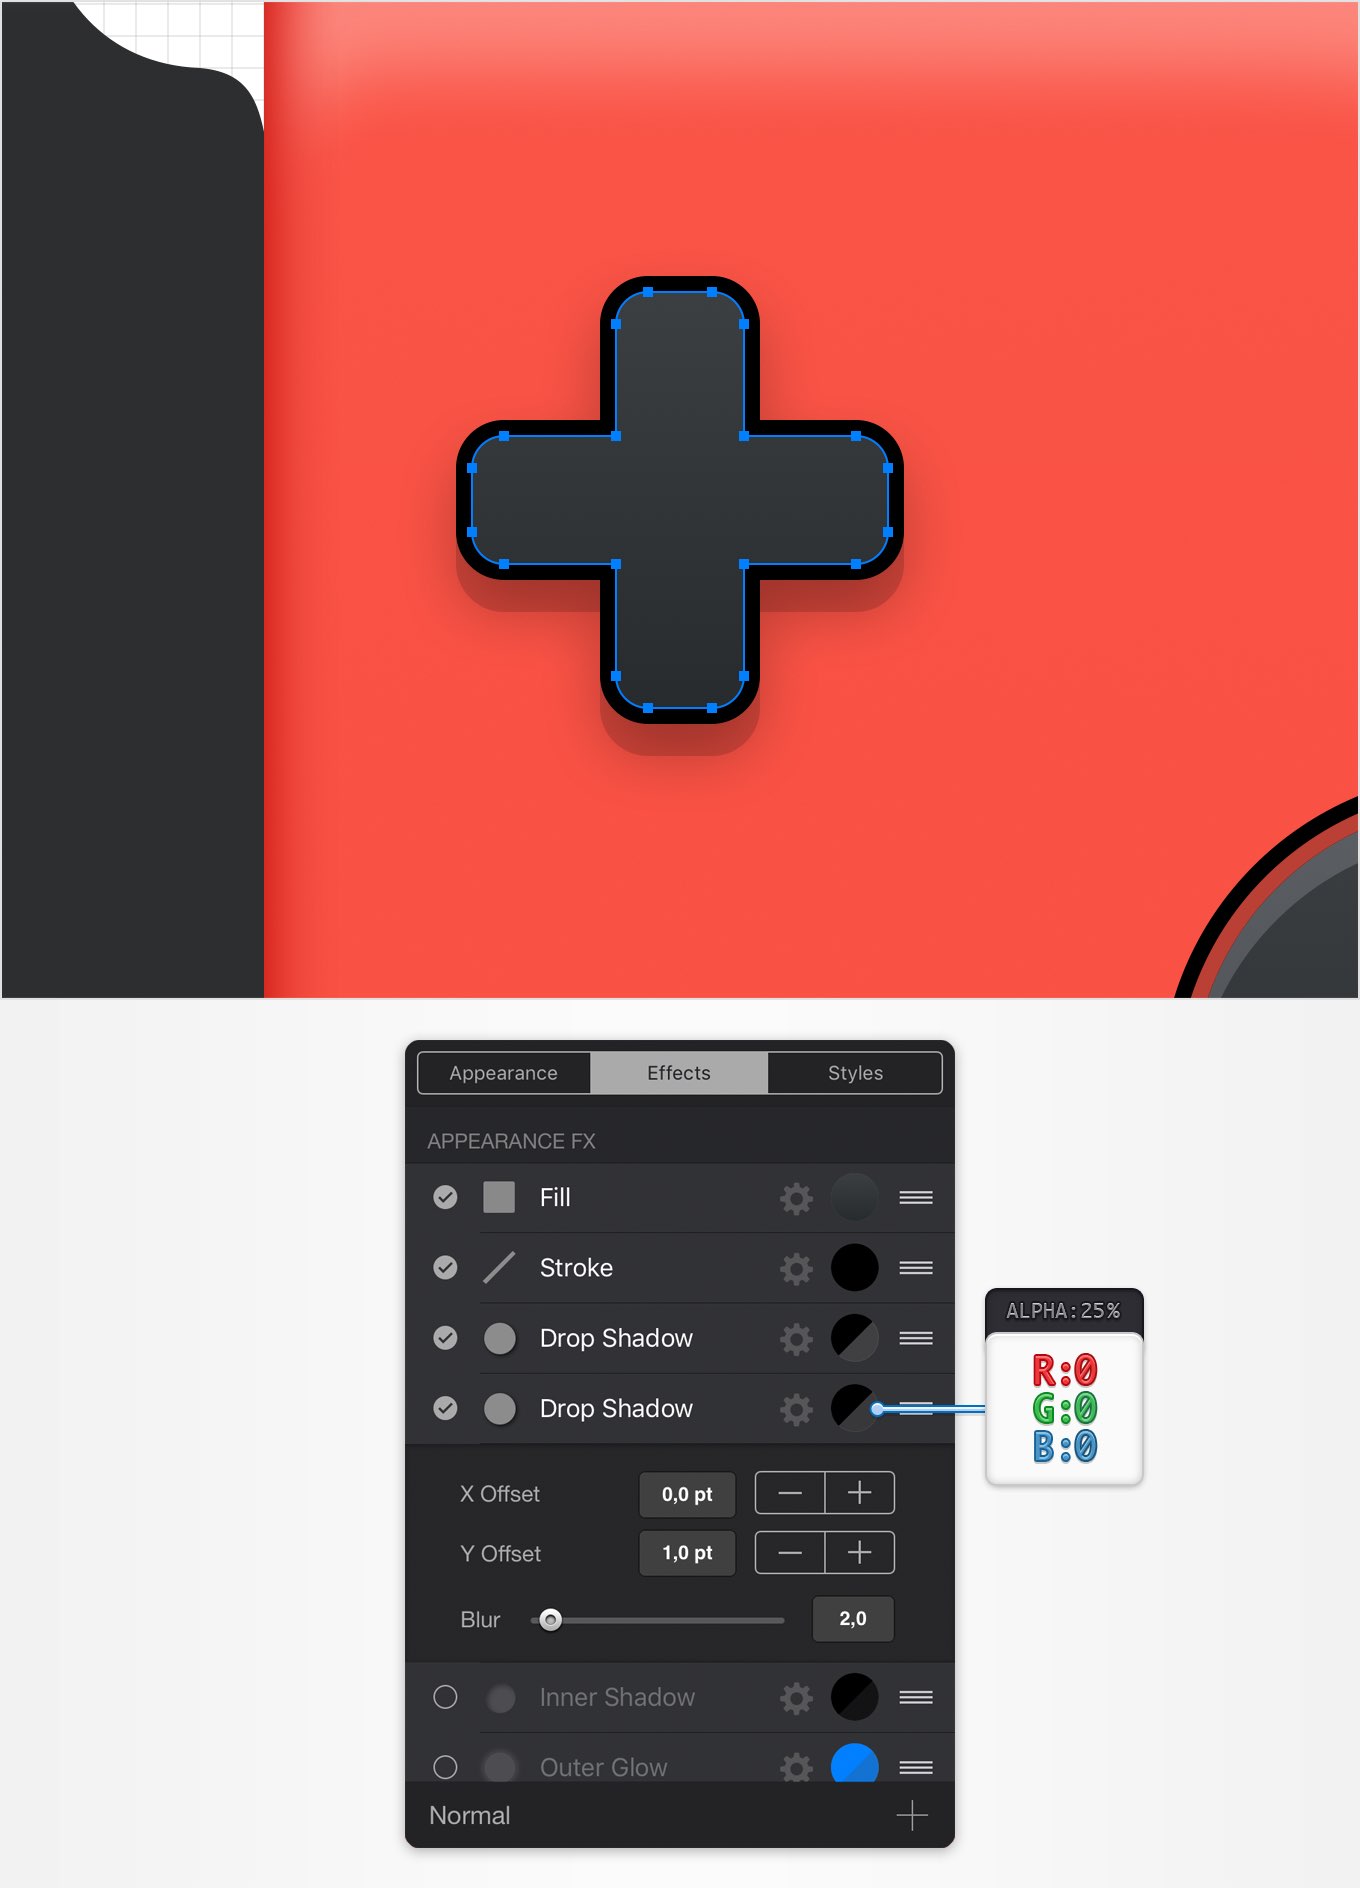 Appearance
Effects
Styles
APPEARANCE FX
Fill
Stroke
Drop Shadow
Drop Shadow
ALPHA:25%
R:0
G:0
B:0
X Offset 0,0 pt
Y Offset 1,0 pt
Blur 2,0
Inner Shadow
Outer Glow
Normal